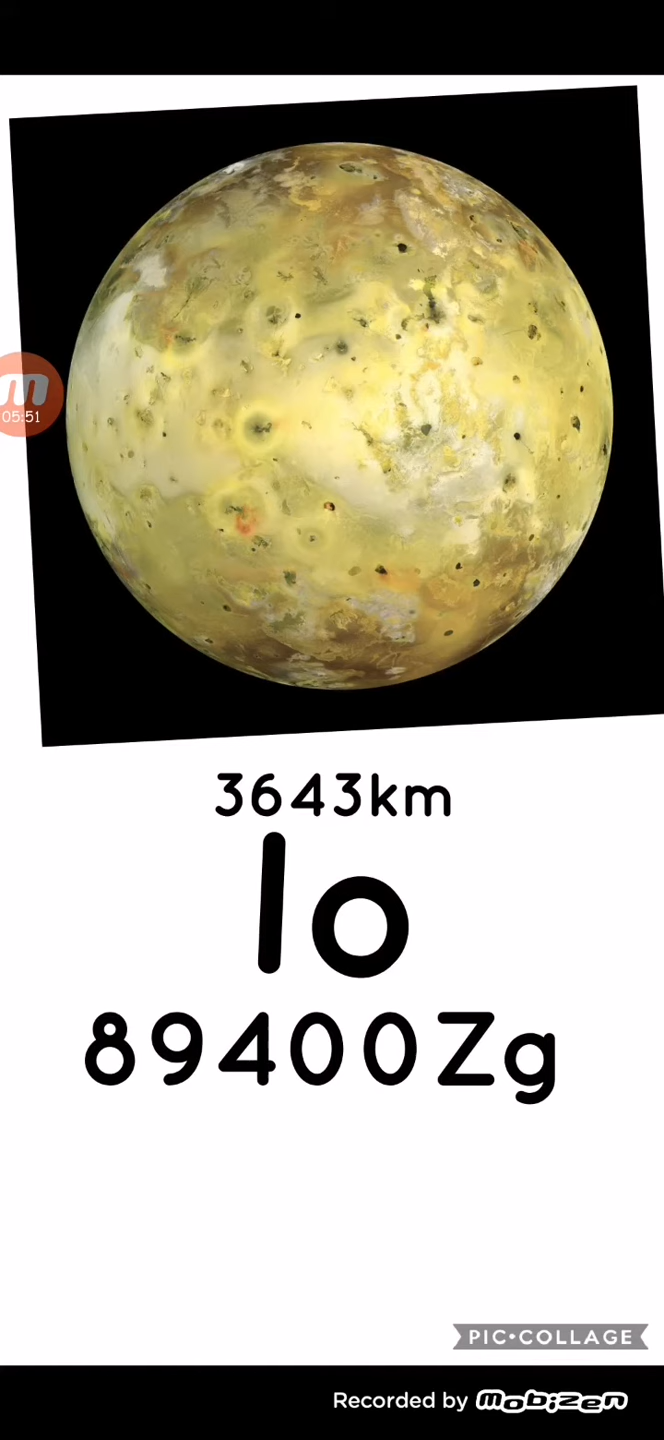 05:51
3643km
Io
89400Zg
PIC•COLLAGE
Recorded by mobizen